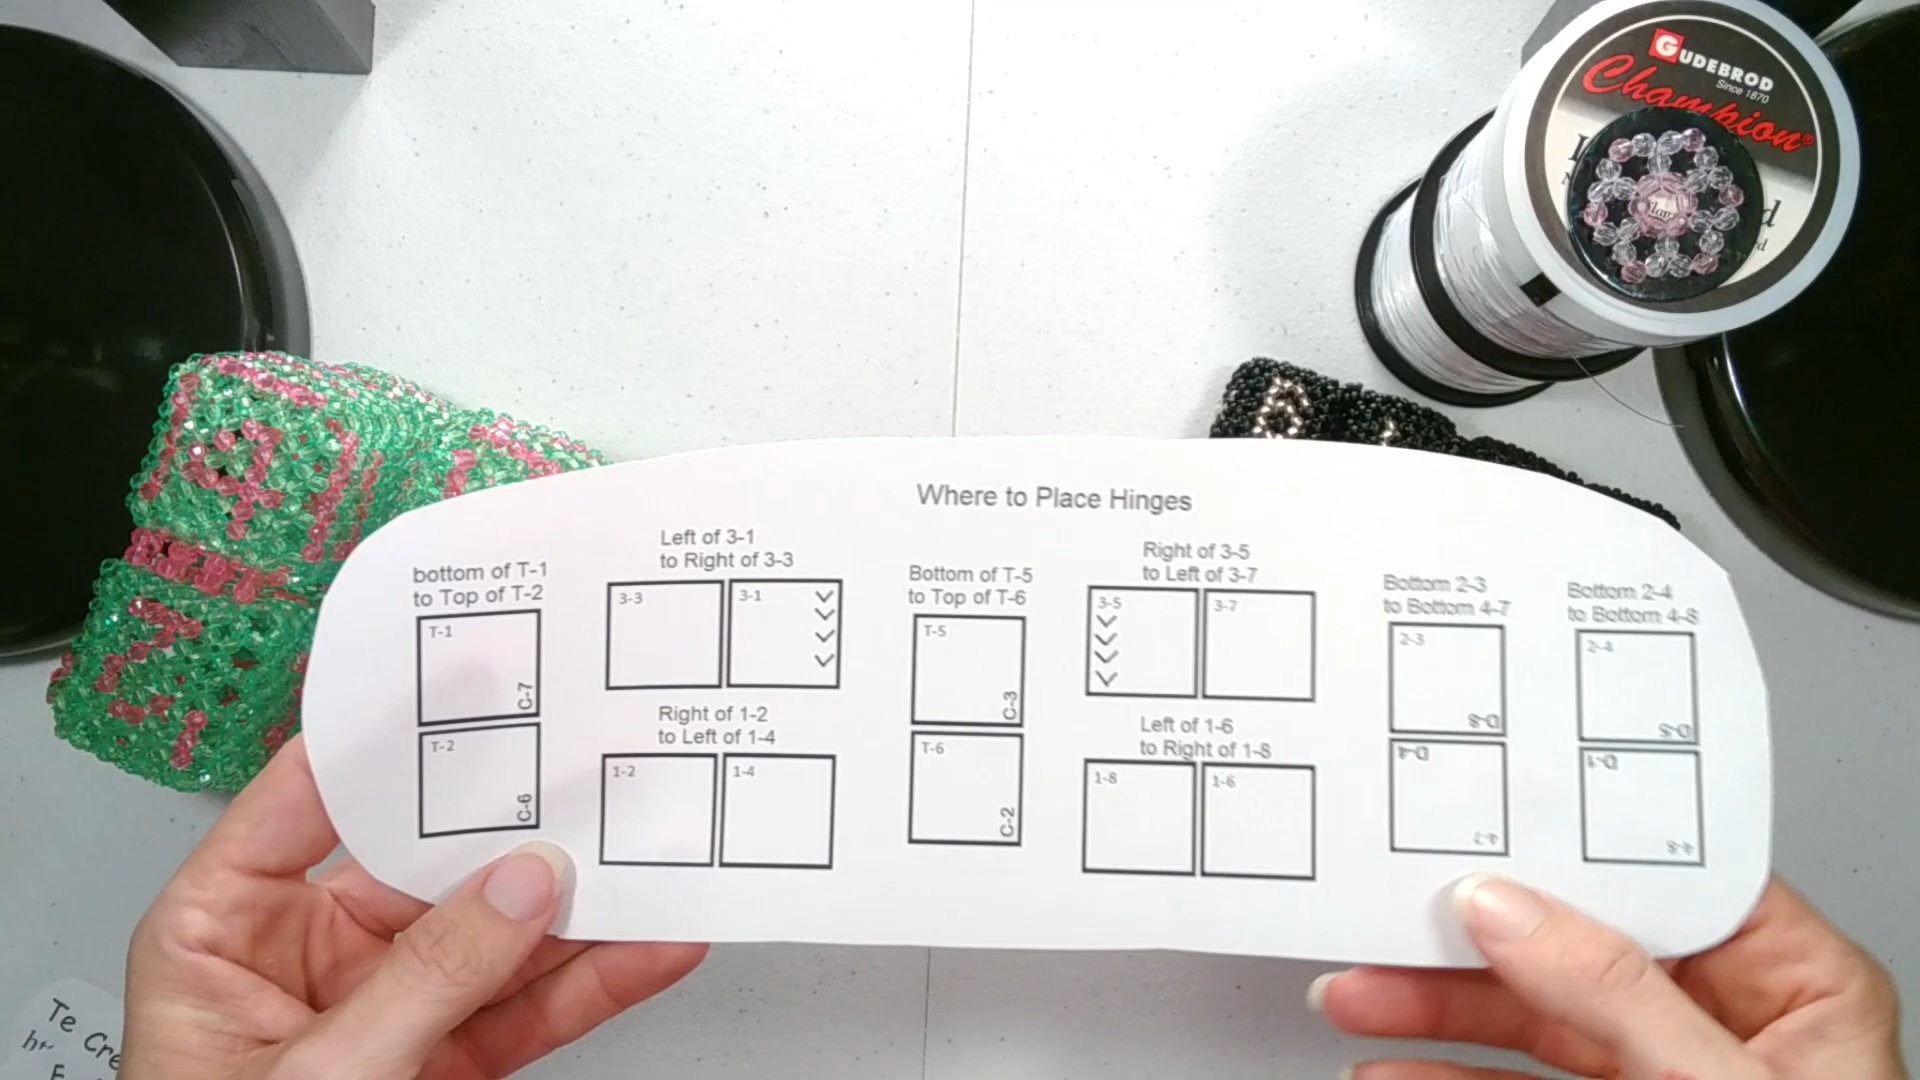 GUDEBROD
Since 1870
Champion®
Where to Place Hinges
bottom of T-1
to Top of T-2
T-1
C-7
T-2
C-6
Left of 3-1
to Right of 3-3
3-3
3-1
Right of 1-2
to Left of 1-4
1-2
1-4
Bottom of T-5
to Top of T-6
T-5
C-3
T-6
C-2
Right of 3-5
to Left of 3-7
3-5
3-7
Left of 1-6
to Right of 1-8
1-8
1-6
Bottom 2-3
to Bottom 4-7
2-3
D-8
D-4
4-7
Bottom 2-4
to Bottom 4-8
2-4
D-5
D-1
4-8
Te Cre